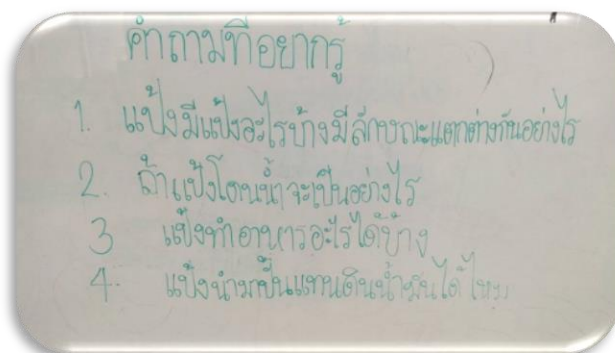 คำถามที่อยากรู้
1. แป้งมีแป้งอะไรบ้างมีลักษณะแตกต่างกันอย่างไร
2. ถ้าแป้งโดนน้ำจะเป็นอย่างไร
3 แป้งทำอาหารอะไรได้บ้าง
4. แป้งนำมาปั้นแทนดินน้ำมันได้ไหม